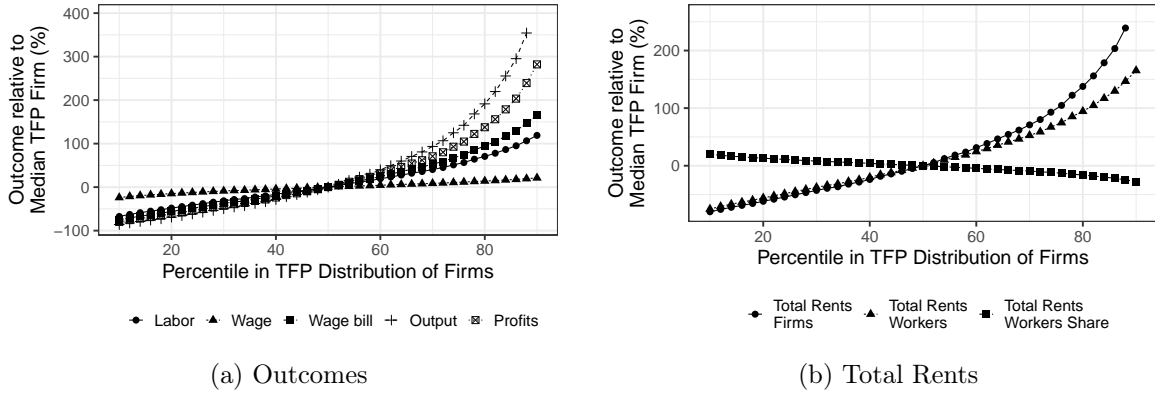 Outcome relative to
Median TFP Firm (%)
400
300
200
100
0
−100
20 40 60 80
Percentile in TFP Distribution of Firms
Labor Wage Wage bill Output Profits
(a) Outcomes
Outcome relative to
Median TFP Firm (%)
200
100
0
20 40 60 80
Percentile in TFP Distribution of Firms
Total Rents
Firms
Total Rents
Workers
Total Rents
Workers Share
(b) Total Rents